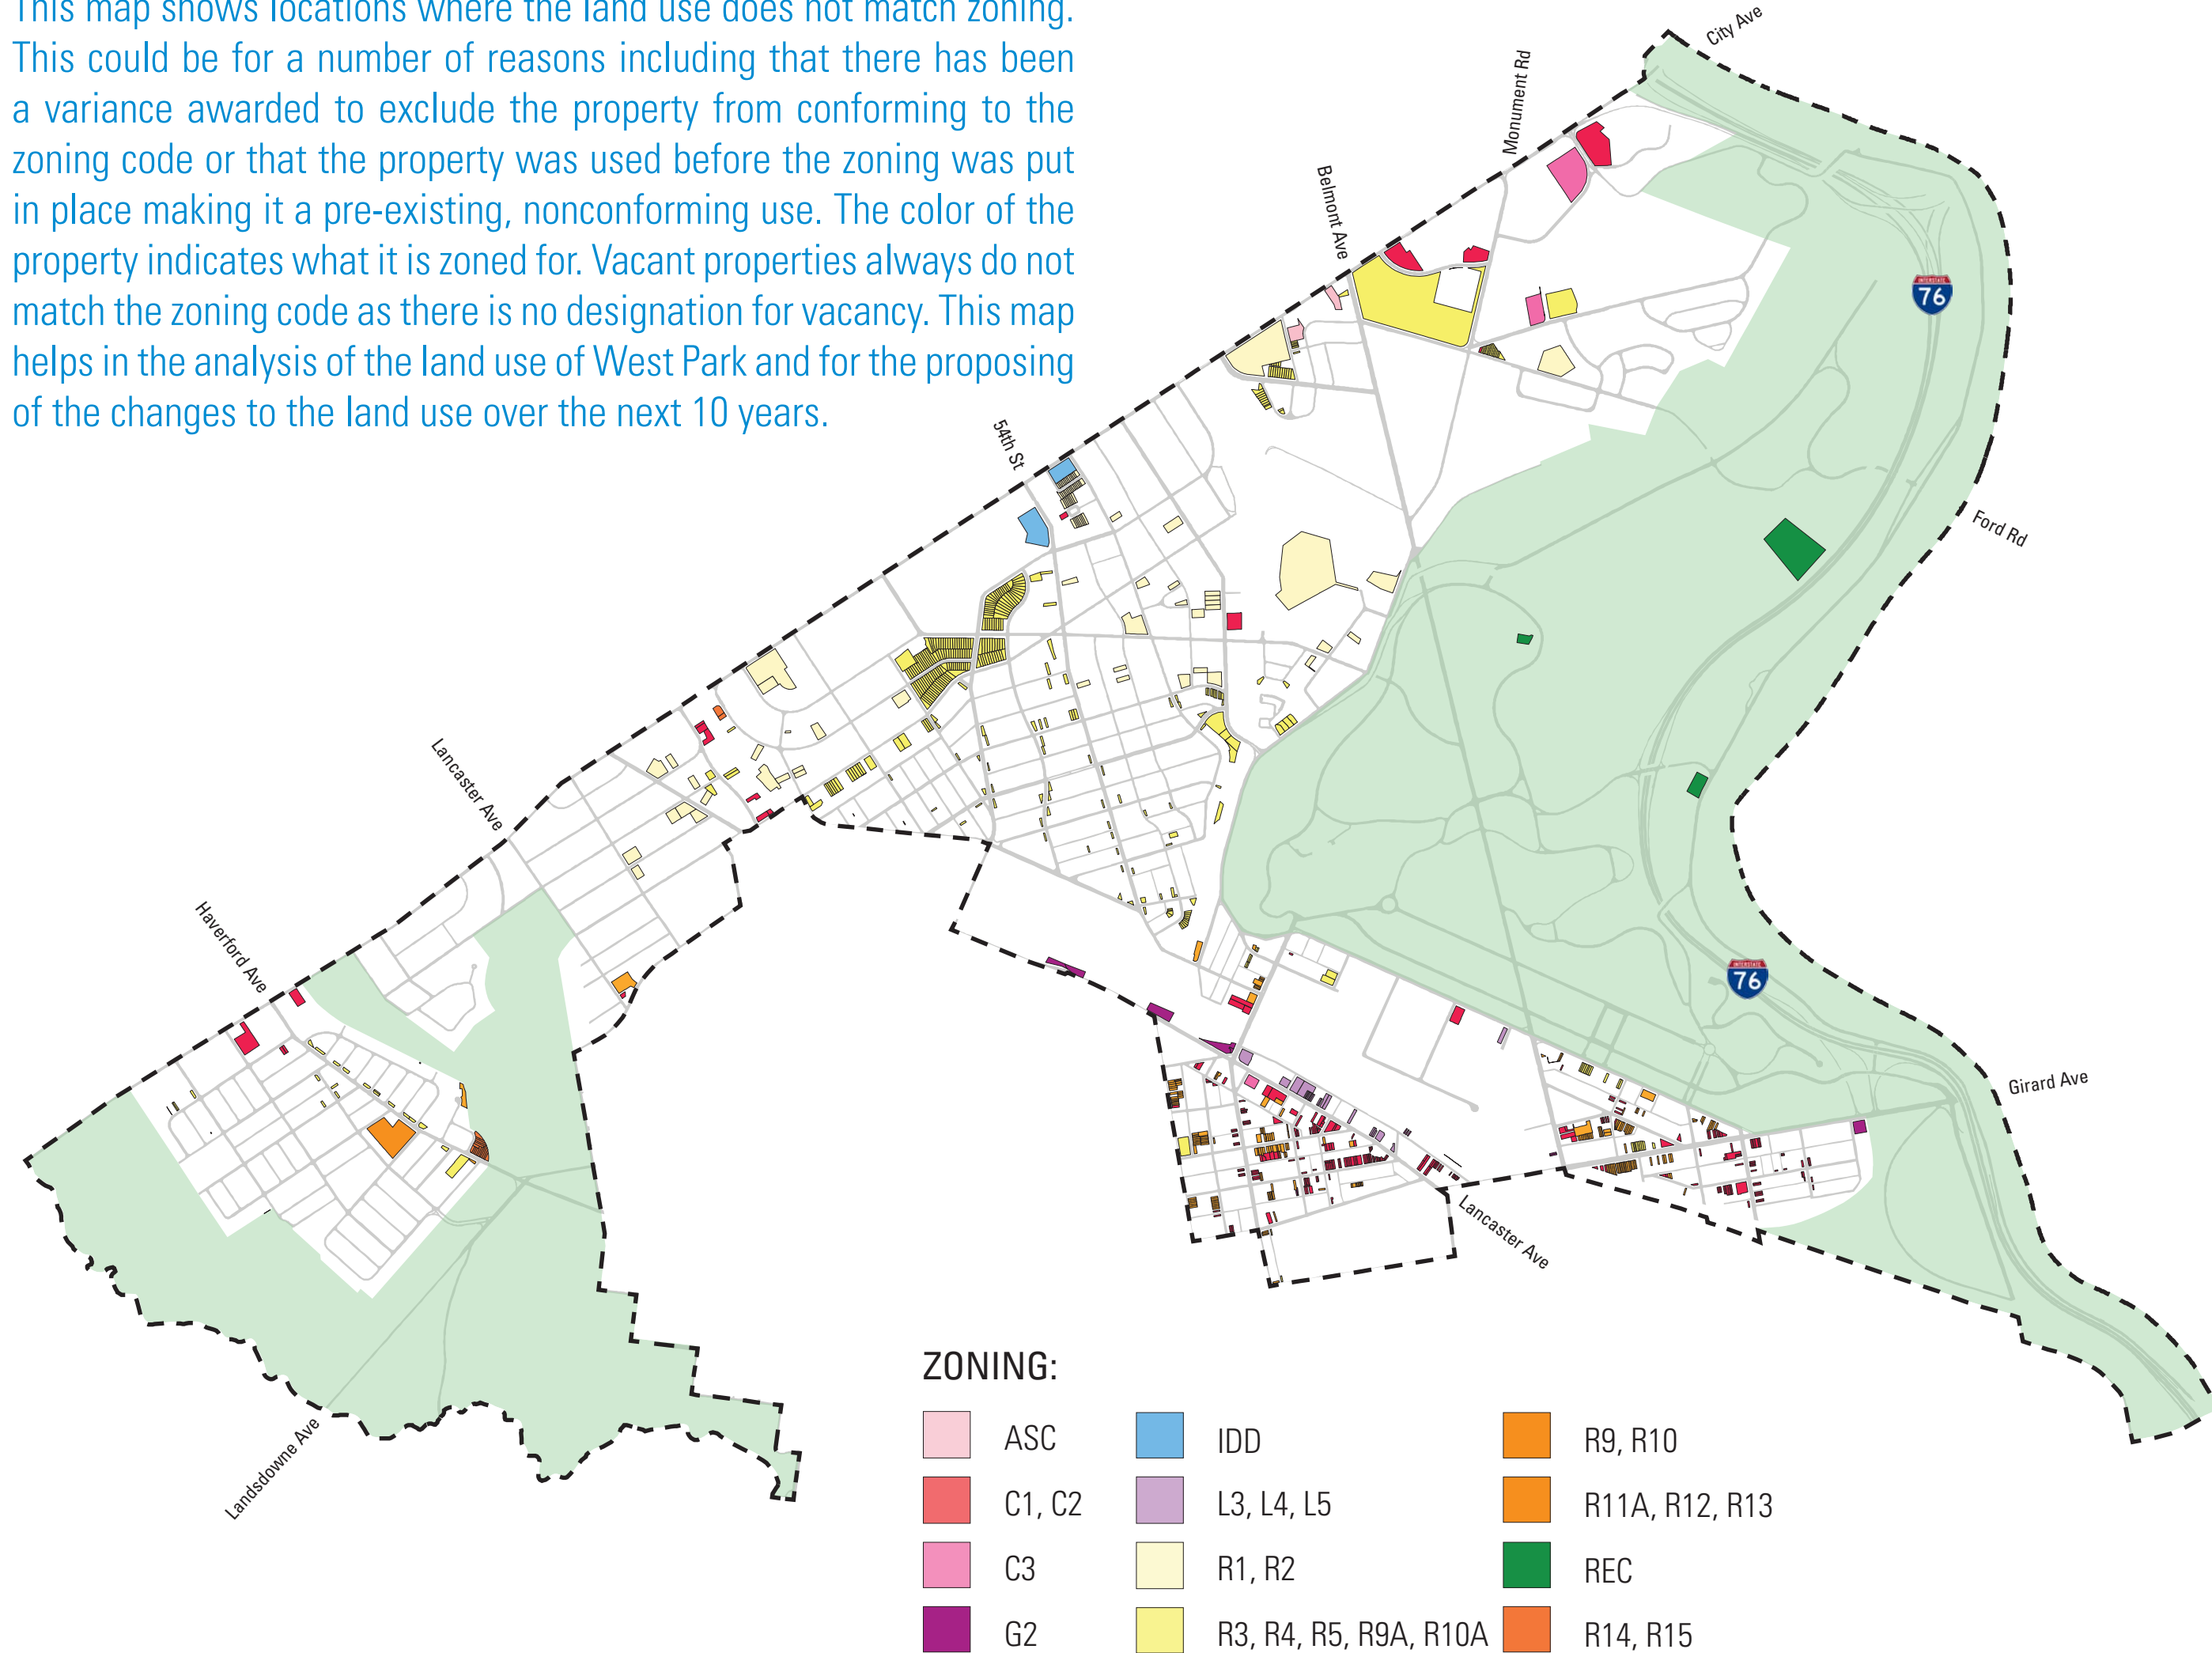 This map shows locations where the land use does not match zoning.
This could be for a number of reasons including that there has been
a variance awarded to exclude the property from conforming to the
zoning code or that the property was used before the zoning was put
in place making it a pre-existing, nonconforming use. The color of the
property indicates what it is zoned for. Vacant properties always do not
match the zoning code as there is no designation for vacancy. This map
helps in the analysis of the land use of West Park and for the proposing
of the changes to the land use over the next 10 years.
City Ave
Monument Rd
Belmont Ave
INTERSTATE
76
54th St
Ford Rd
Lancaster Ave
Haverford Ave
INTERSTATE
76
Girard Ave
Lancaster Ave
Landsdowne Ave
ZONING:
ASC
C1, C2
C3
G2
IDD
L3, L4, L5
R1, R2
R3, R4, R5, R9A, R10A
R9, R10
R11A, R12, R13
REC
R14, R15